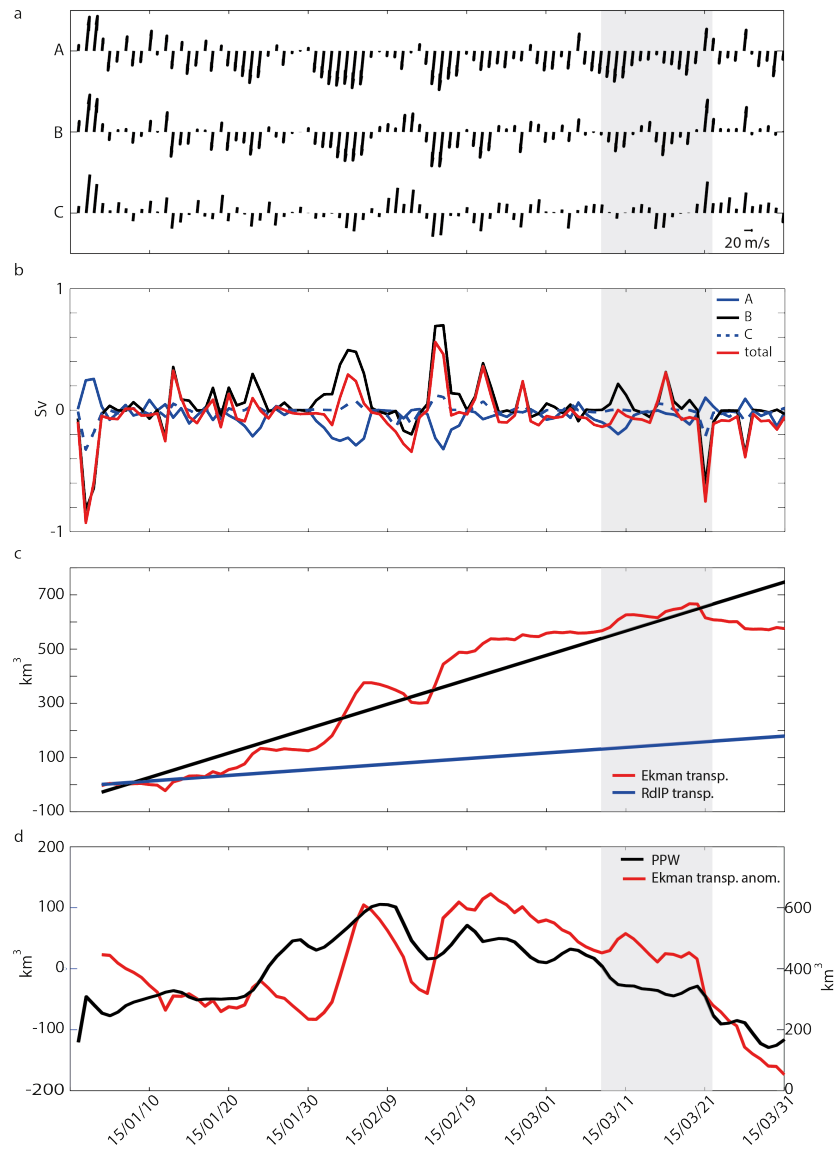 a
A
B
C
20 m/s
b
1
0
-1
Sv
A
B
C
total
c
700
500
300
100
-100
km³
Ekman transp.
RdIP transp.
d
200
100
0
-100
-200
km³
PPW
Ekman transp. anom.
600
400
200
0
km³
15/01/10
15/01/20
15/01/30
15/02/09
15/02/19
15/03/01
15/03/11
15/03/21
15/03/31